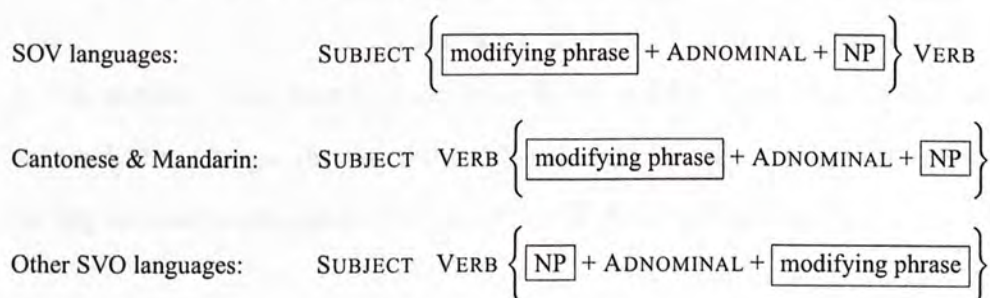 SOV languages: SUBJECT { modifying phrase + ADNOMINAL + NP } VERB
Cantonese & Mandarin: SUBJECT VERB { modifying phrase + ADNOMINAL + NP }
Other SVO languages: SUBJECT VERB { NP + ADNOMINAL + modifying phrase }